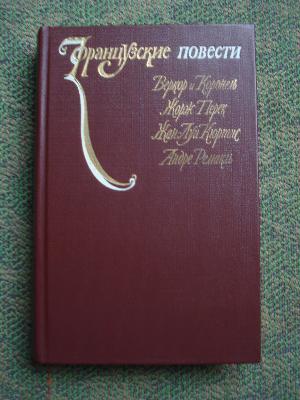 Французские повести
Веркор и Коронель
Жорж Перек
Жан-Луи Кюртис
Андре Ремакль